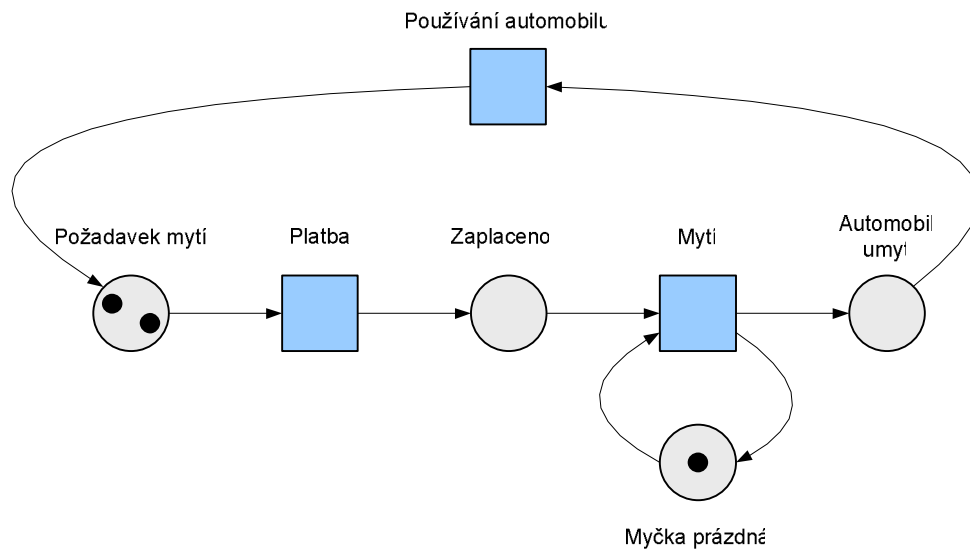 Používání automobilu
Požadavek mytí
Platba
Zaplaceno
Mytí
Automobil
umyt
Myčka prázdná